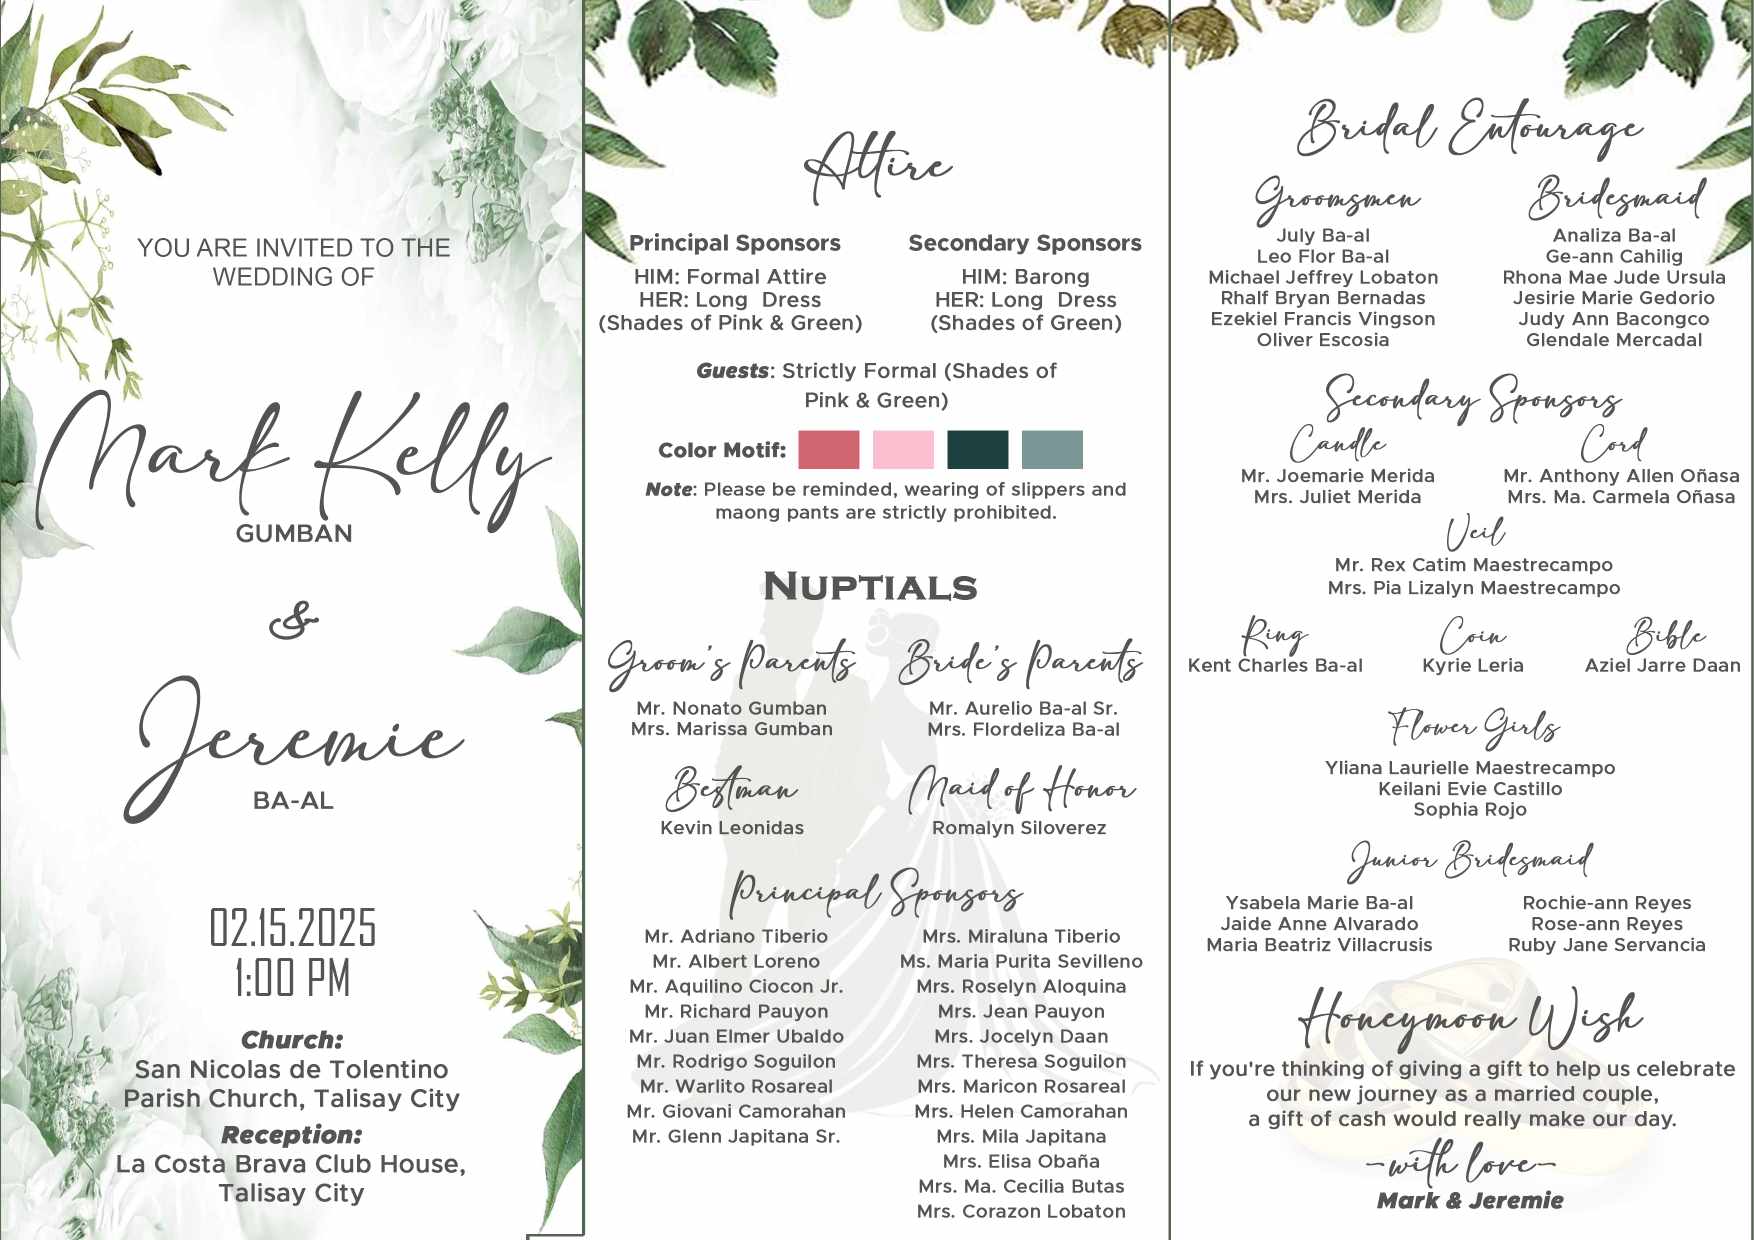 YOU ARE INVITED TO THE
WEDDING OF
Mark Kelly
GUMBAN
&
Jeremie
BA-AL
02.15.2025
1:00 PM
Church:
San Nicolas de Tolentino
Parish Church, Talisay City
Reception:
La Costa Brava Club House,
Talisay City
Attire
Principal Sponsors
HIM: Formal Attire
HER: Long Dress
(Shades of Pink & Green)
Secondary Sponsors
HIM: Barong
HER: Long Dress
(Shades of Green)
Guests: Strictly Formal (Shades of
Pink & Green)
Color Motif:
Note: Please be reminded, wearing of slippers and
maong pants are strictly prohibited.
NUPTIALS
Groom's Parents
Mr. Nonato Gumban
Mrs. Marissa Gumban
Bride's Parents
Mr. Aurelio Ba-al Sr.
Mrs. Flordeliza Ba-al
Bestman
Kevin Leonidas
Maid of Honor
Romalyn Siloverez
Principal Sponsors
Mr. Adriano Tiberio
Mr. Albert Loreno
Mr. Aquilino Ciocon Jr.
Mr. Richard Pauyon
Mr. Juan Elmer Ubaldo
Mr. Rodrigo Soguilon
Mr. Warlito Rosareal
Mr. Giovani Camorahan
Mr. Glenn Japitana Sr.
Mrs. Miraluna Tiberio
Ms. Maria Purita Sevilleno
Mrs. Roselyn Aloquina
Mrs. Jean Pauyon
Mrs. Jocelyn Daan
Mrs. Theresa Soguilon
Mrs. Maricon Rosareal
Mrs. Helen Camorahan
Mrs. Mila Japitana
Mrs. Elisa Obaña
Mrs. Ma. Cecilia Butas
Mrs. Corazon Lobaton
Bridal Entourage
Groomsmen
July Ba-al
Leo Flor Ba-al
Michael Jeffrey Lobaton
Rhalf Bryan Bernadas
Ezekiel Francis Vingson
Oliver Escosia
Bridesmaid
Analiza Ba-al
Ge-ann Cahilig
Rhona Mae Jude Ursula
Jesirie Marie Gedorio
Judy Ann Bacongco
Glendale Mercadal
Secondary Sponsors
Candle
Mr. Joemarie Merida
Mrs. Juliet Merida
Cord
Mr. Anthony Allen Oñasa
Mrs. Ma. Carmela Oñasa
Veil
Mr. Rex Catim Maestrecampo
Mrs. Pia Lizalyn Maestrecampo
Ring
Kent Charles Ba-al
Coin
Kyrie Leria
Bible
Aziel Jarre Daan
Flower Girls
Yliana Laurielle Maestrecampo
Keilani Evie Castillo
Sophia Rojo
Junior Bridesmaid
Ysabela Marie Ba-al
Jaide Anne Alvarado
Maria Beatriz Villacrusis
Rochie-ann Reyes
Rose-ann Reyes
Ruby Jane Servancia
Honeymoon Wish
If you're thinking of giving a gift to help us celebrate
our new journey as a married couple,
a gift of cash would really make our day.
-with love-
Mark & Jeremie